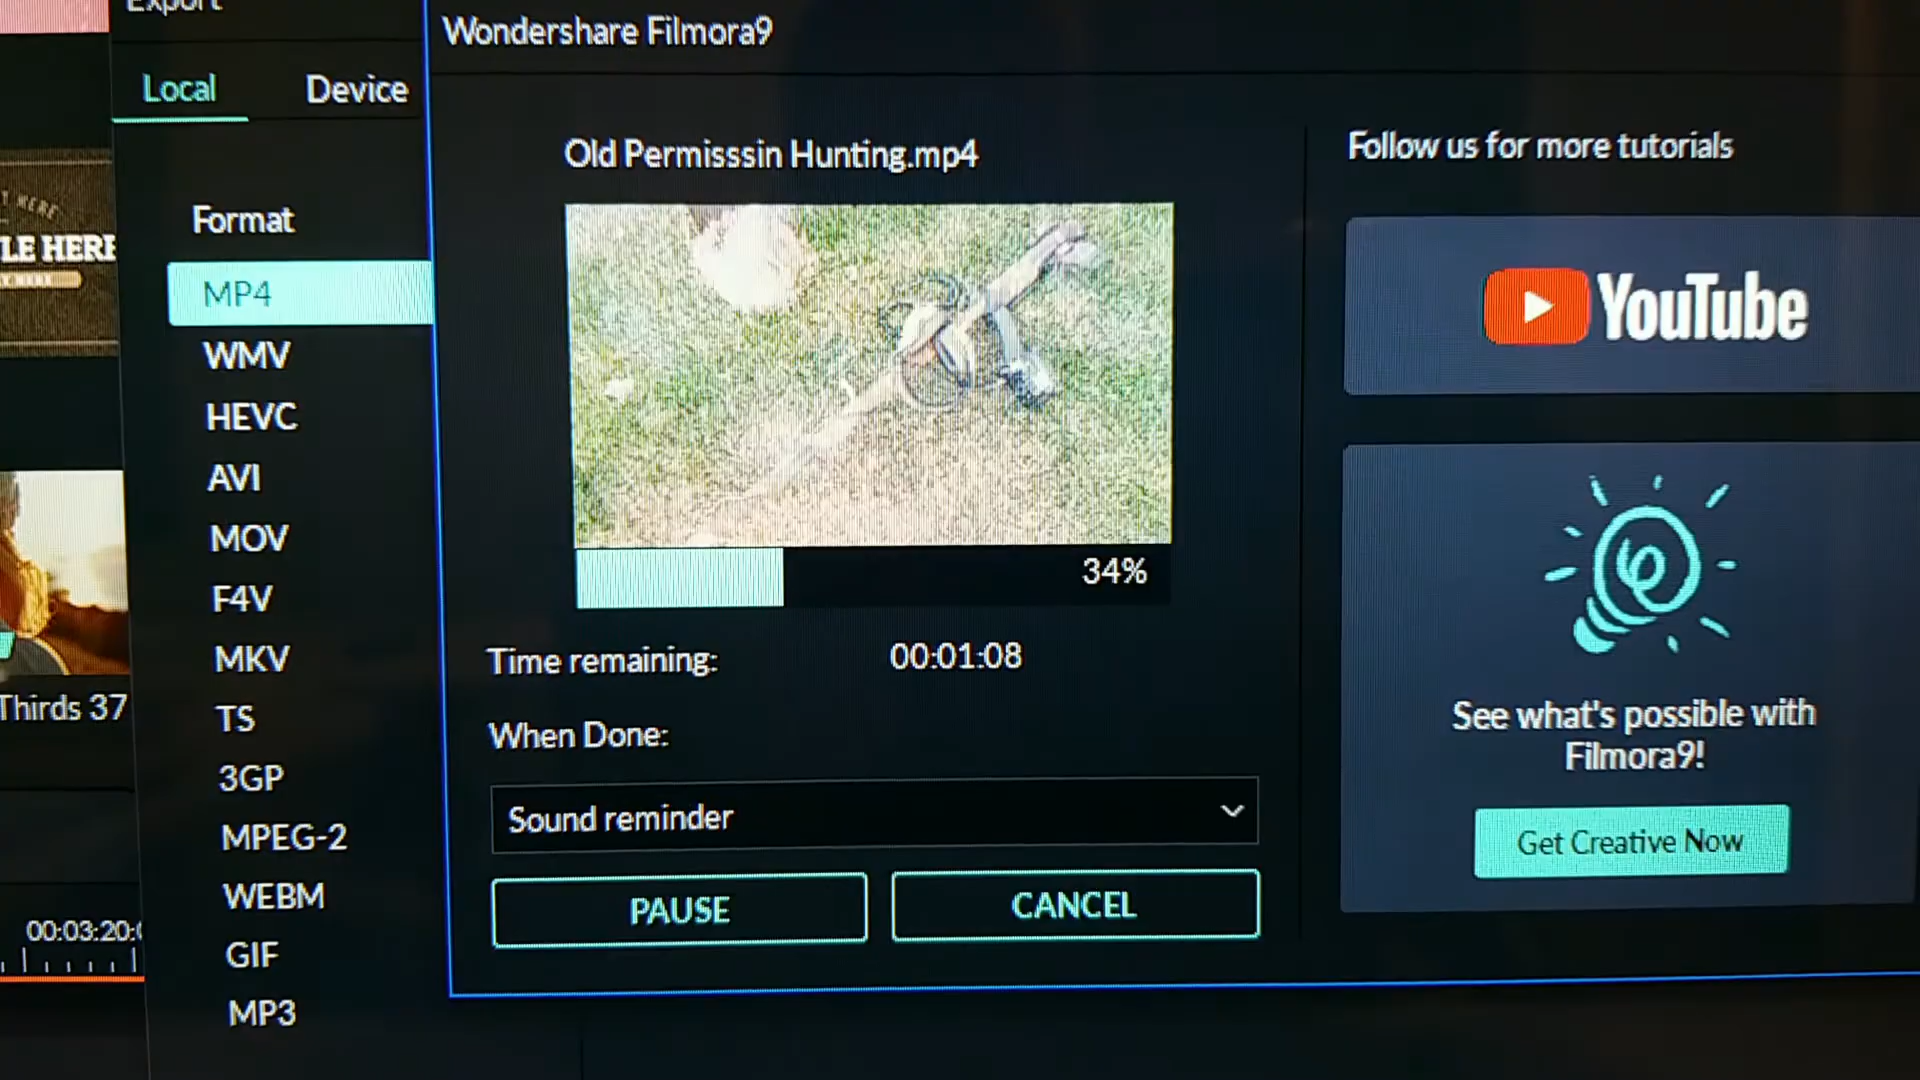 Export
Wondershare Filmora9
Local
Device
Old Permisssin Hunting.mp4
Follow us for more tutorials
Format
HERE
LE HERE
MP4
WMV
HEVC
AVI
MOV
F4V
MKV
TS
3GP
MPEG-2
WEBM
GIF
MP3
YouTube
34%
Time remaining:
00:01:08
When Done:
Sound reminder
PAUSE
CANCEL
See what's possible with
Filmora9!
Get Creative Now
Thirds 37
00:03:20: